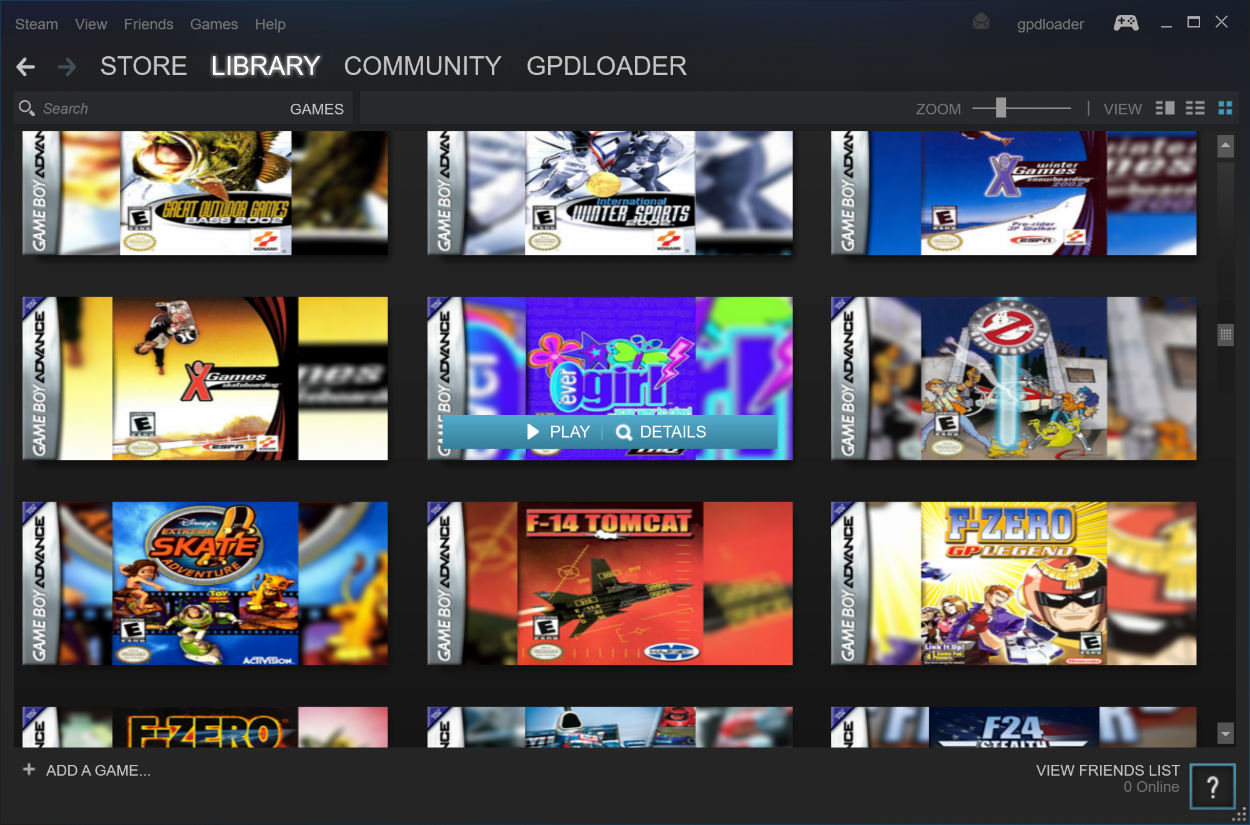 Steam View Friends Games Help
gpdloader
STORE LIBRARY COMMUNITY GPDLOADER
Search GAMES
ZOOM | VIEW
GAME BOY ADVANCE
GREAT OUTDOOR GAMES
BASS 2002
E
KONAMI
GAME BOY ADVANCE
International
WINTER SPORTS
2002
E
KONAMI
GAME BOY ADVANCE
winter
X Games
snowboarding
2002
Pro-rider
JP Walker
E
ESPN
GAME BOY ADVANCE
X Games
skateboarding
E
ESPN
GAME BOY ADVANCE
ever
girl
PLAY | DETAILS
THQ
GAME BOY ADVANCE
E
GAME BOY ADVANCE
Disney's
EXTREME
SKATE
ADVENTURE
TOY STORY
E
ACTIVISION
GAME BOY ADVANCE
F-14 TOMCAT
E
MAJESCO
GAME BOY ADVANCE
F-ZERO
GP LEGEND
Link It Up!
E
Nintendo
F-ZERO
F24
STEALTH
+ ADD A GAME...
VIEW FRIENDS LIST
0 Online
?